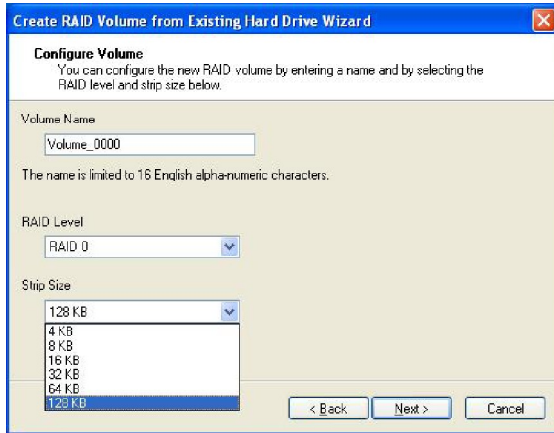 Create RAID Volume from Existing Hard Drive Wizard
Configure Volume
You can configure the new RAID volume by entering a name and by selecting the
RAID level and strip size below.
Volume Name
Volume_0000
The name is limited to 16 English alpha-numeric characters.
RAID Level
RAID 0
Strip Size
128 KB
4 KB
8 KB
16 KB
32 KB
64 KB
128 KB
< Back
Next >
Cancel